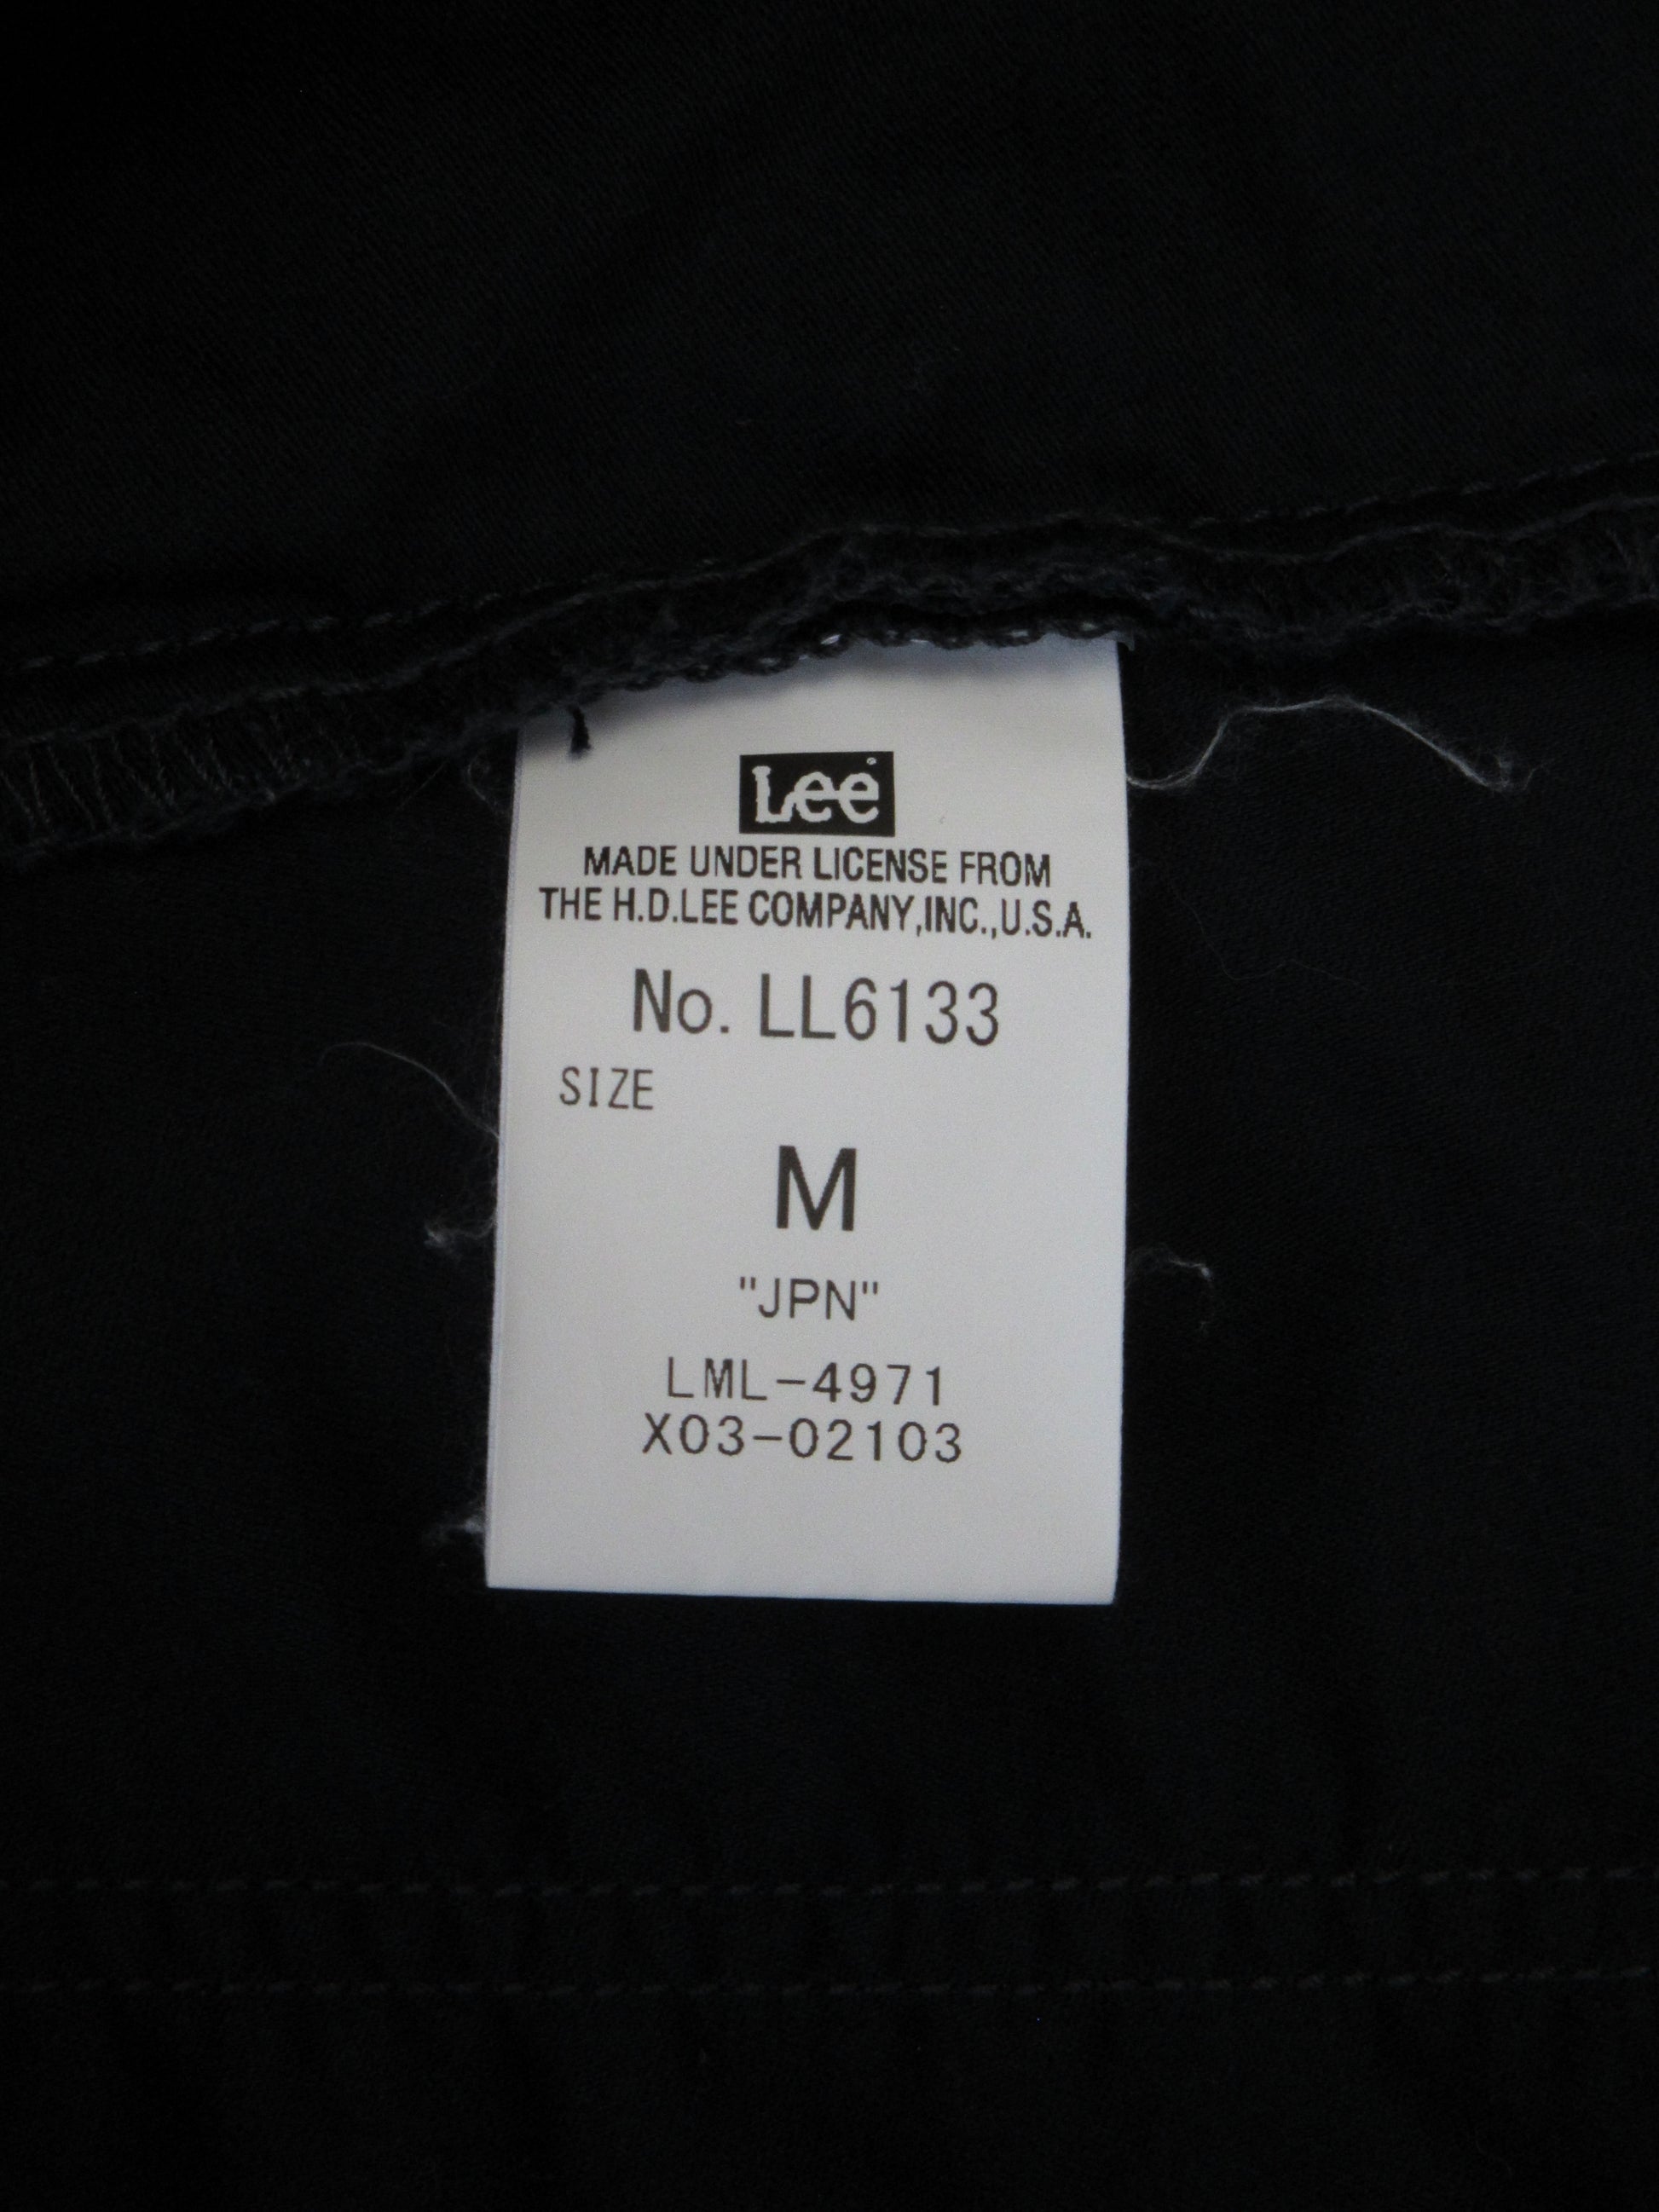 Lee
MADE UNDER LICENSE FROM
THE H.D.LEE COMPANY,INC.,U.S.A.
No. LL6133
SIZE
M
"JPN"
LML-4971
X03-02103